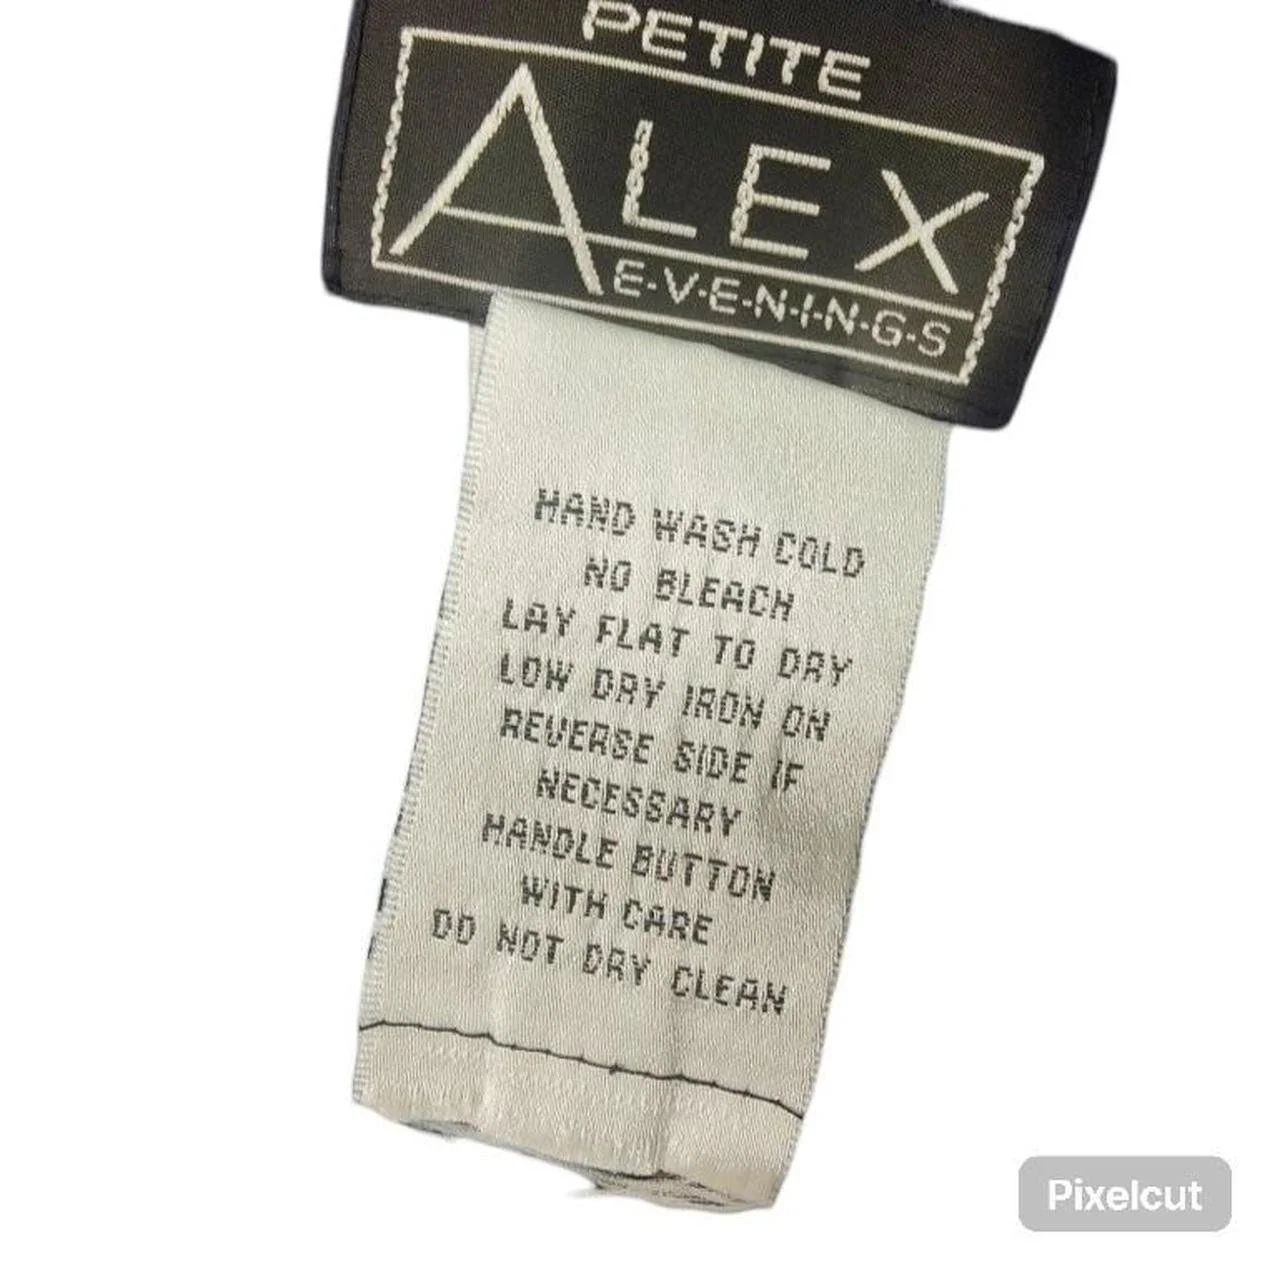 PETITE
ALEX
E-V-E-N-I-N-G-S
HAND WASH COLD
NO BLEACH
LAY FLAT TO DRY
LOW DRY IRON ON
REVERSE SIDE IF
NECESSARY
HANDLE BUTTON
WITH CARE
DO NOT DRY CLEAN
Pixelcut